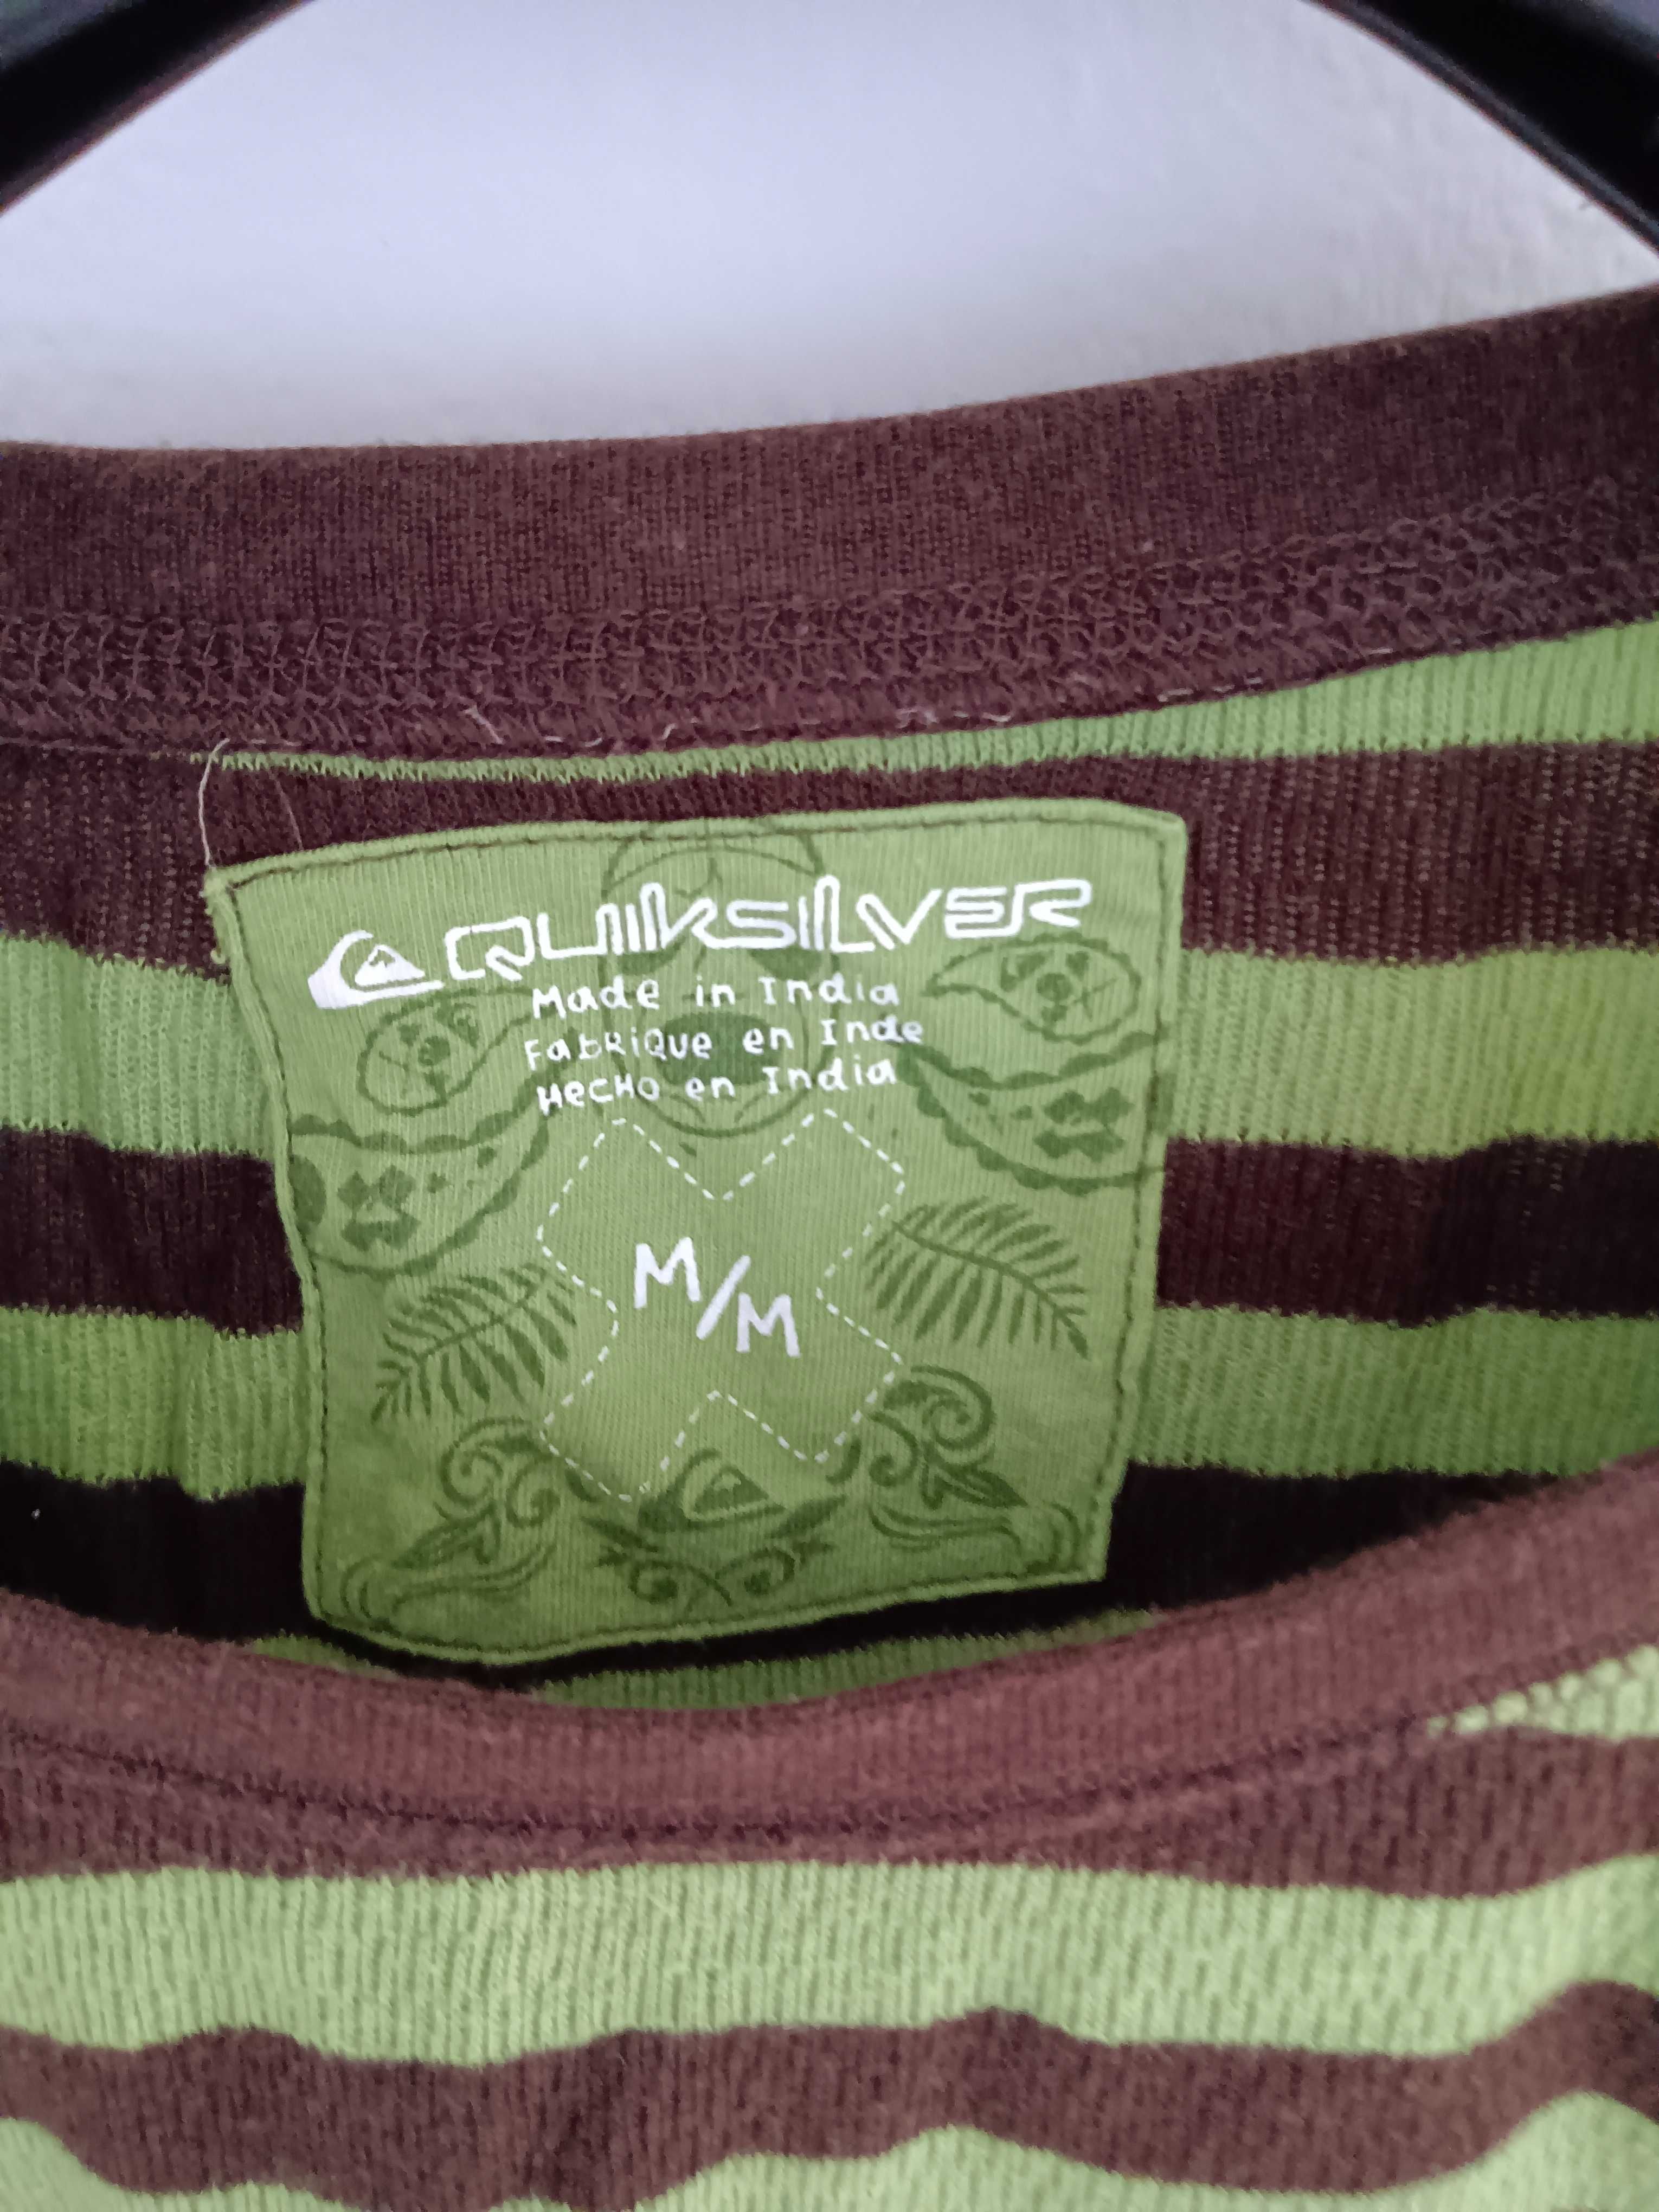 QUIKSILVER
Made in India
Fabrique en Inde
Hecho en India
M/M